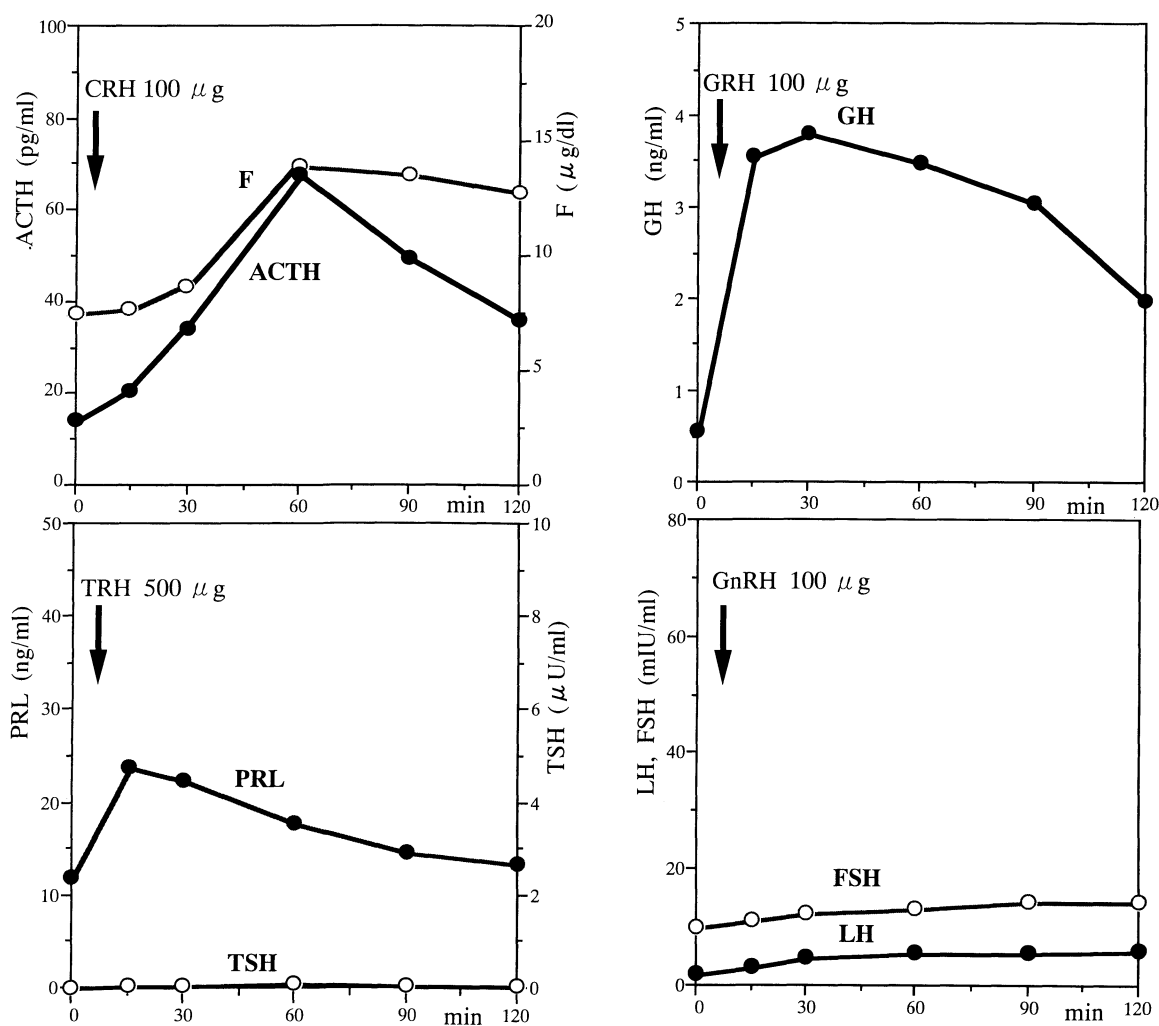 100
80
60
40
20
0
.ACTH (pg/ml)
CRH 100 μg
F
ACTH
20
15
10
5
0
F (μg/dl)
0
30
60
90
min
120
5
4
3
2
1
0
GH (ng/ml)
GRH 100 μg
GH
0
30
60
90
min
120
50
40
30
20
10
0
PRL (ng/ml)
TRH 500 μg
PRL
TSH
10
8
6
4
2
0
TSH (μU/ml)
0
30
60
90
min
120
80
60
40
20
0
LH, FSH (mIU/ml)
GnRH 100 μg
FSH
LH
0
30
60
90
min
120